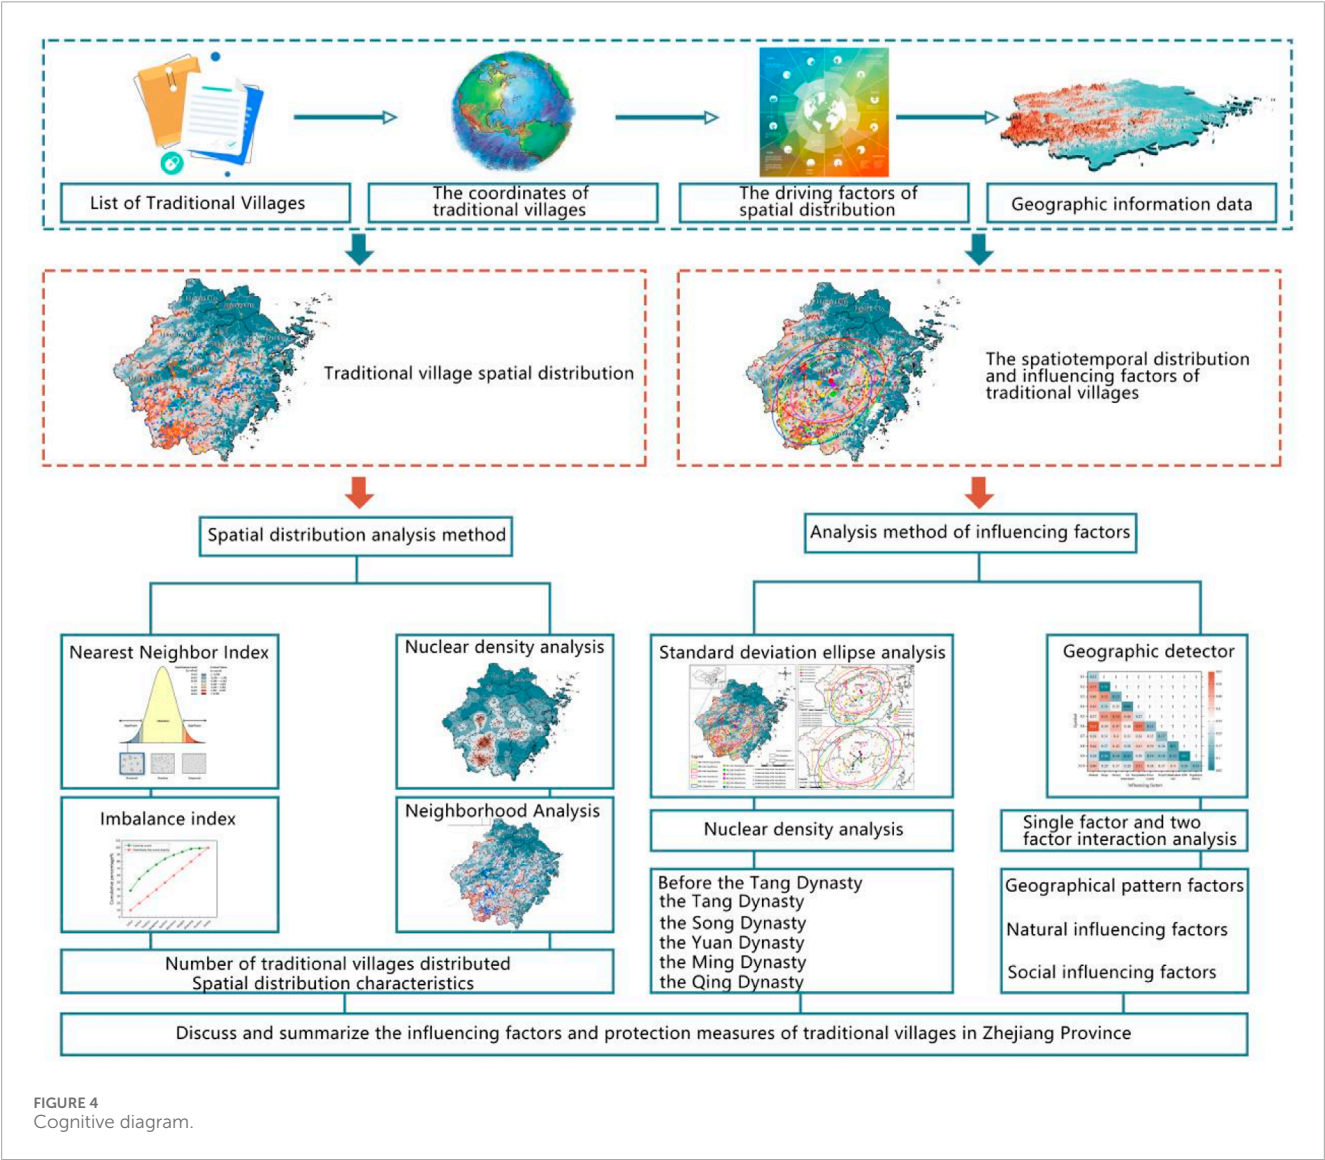 List of Traditional Villages
The coordinates of
traditional villages
The driving factors of
spatial distribution
Geographic information data
Traditional village spatial distribution
The spatiotemporal distribution
and influencing factors of
traditional villages
Spatial distribution analysis method
Analysis method of influencing factors
Nearest Neighbor Index
Nuclear density analysis
Standard deviation ellipse analysis
Geographic detector
Influencing factors
Imbalance index
Cumulative percentage/%
Neighborhood Analysis
Nuclear density analysis
Single factor and two
factor interaction analysis
Before the Tang Dynasty
the Tang Dynasty
the Song Dynasty
the Yuan Dynasty
the Ming Dynasty
the Qing Dynasty
Geographical pattern factors
Natural influencing factors
Social influencing factors
Number of traditional villages distributed
Spatial distribution characteristics
Discuss and summarize the influencing factors and protection measures of traditional villages in Zhejiang Province
FIGURE 4
Cognitive diagram.